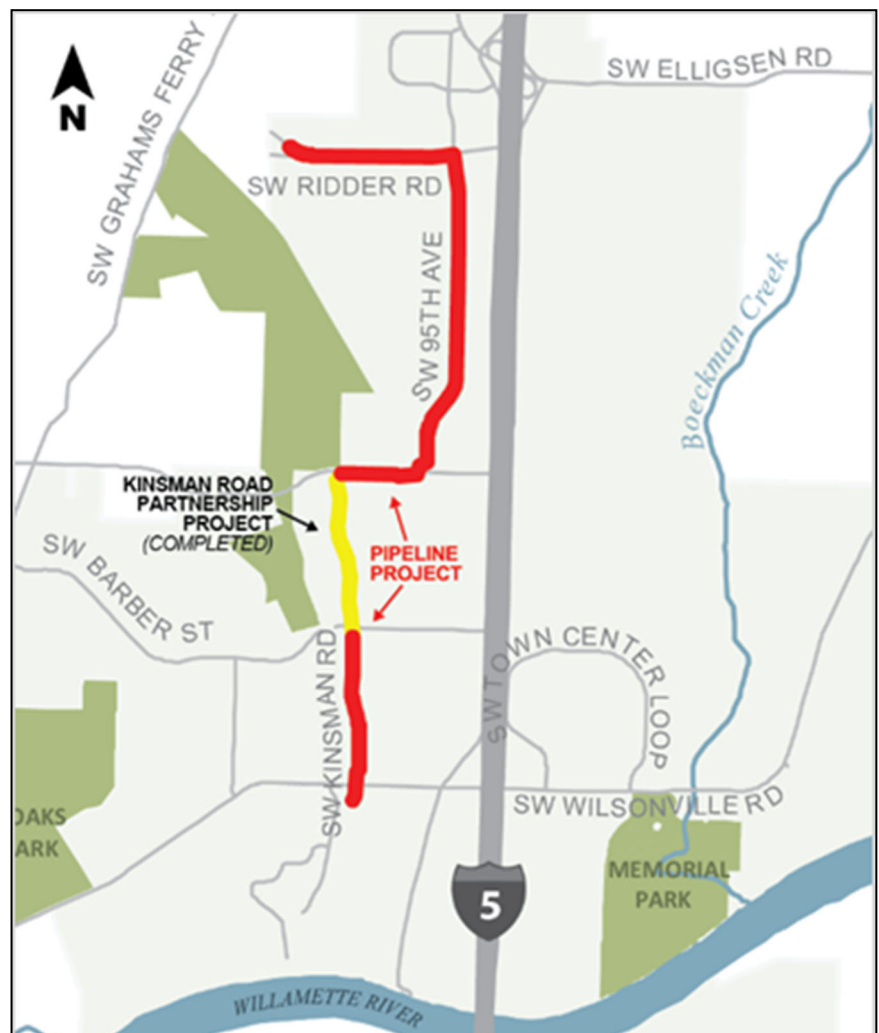 SW ELLIGSEN RD
N
SW GRAHAMS FERRY
SW RIDDER RD
SW 95TH AVE
Boeckman Creek
KINSMAN ROAD
PARTNERSHIP
PROJECT
(COMPLETED)
PIPELINE
PROJECT
SW BARBER ST
SW TOWN CENTER LOOP
SW KINSMAN RD
SW WILSONVILLE RD
OAKS
ARK
MEMORIAL
PARK
5
WILLAMETTE RIVER